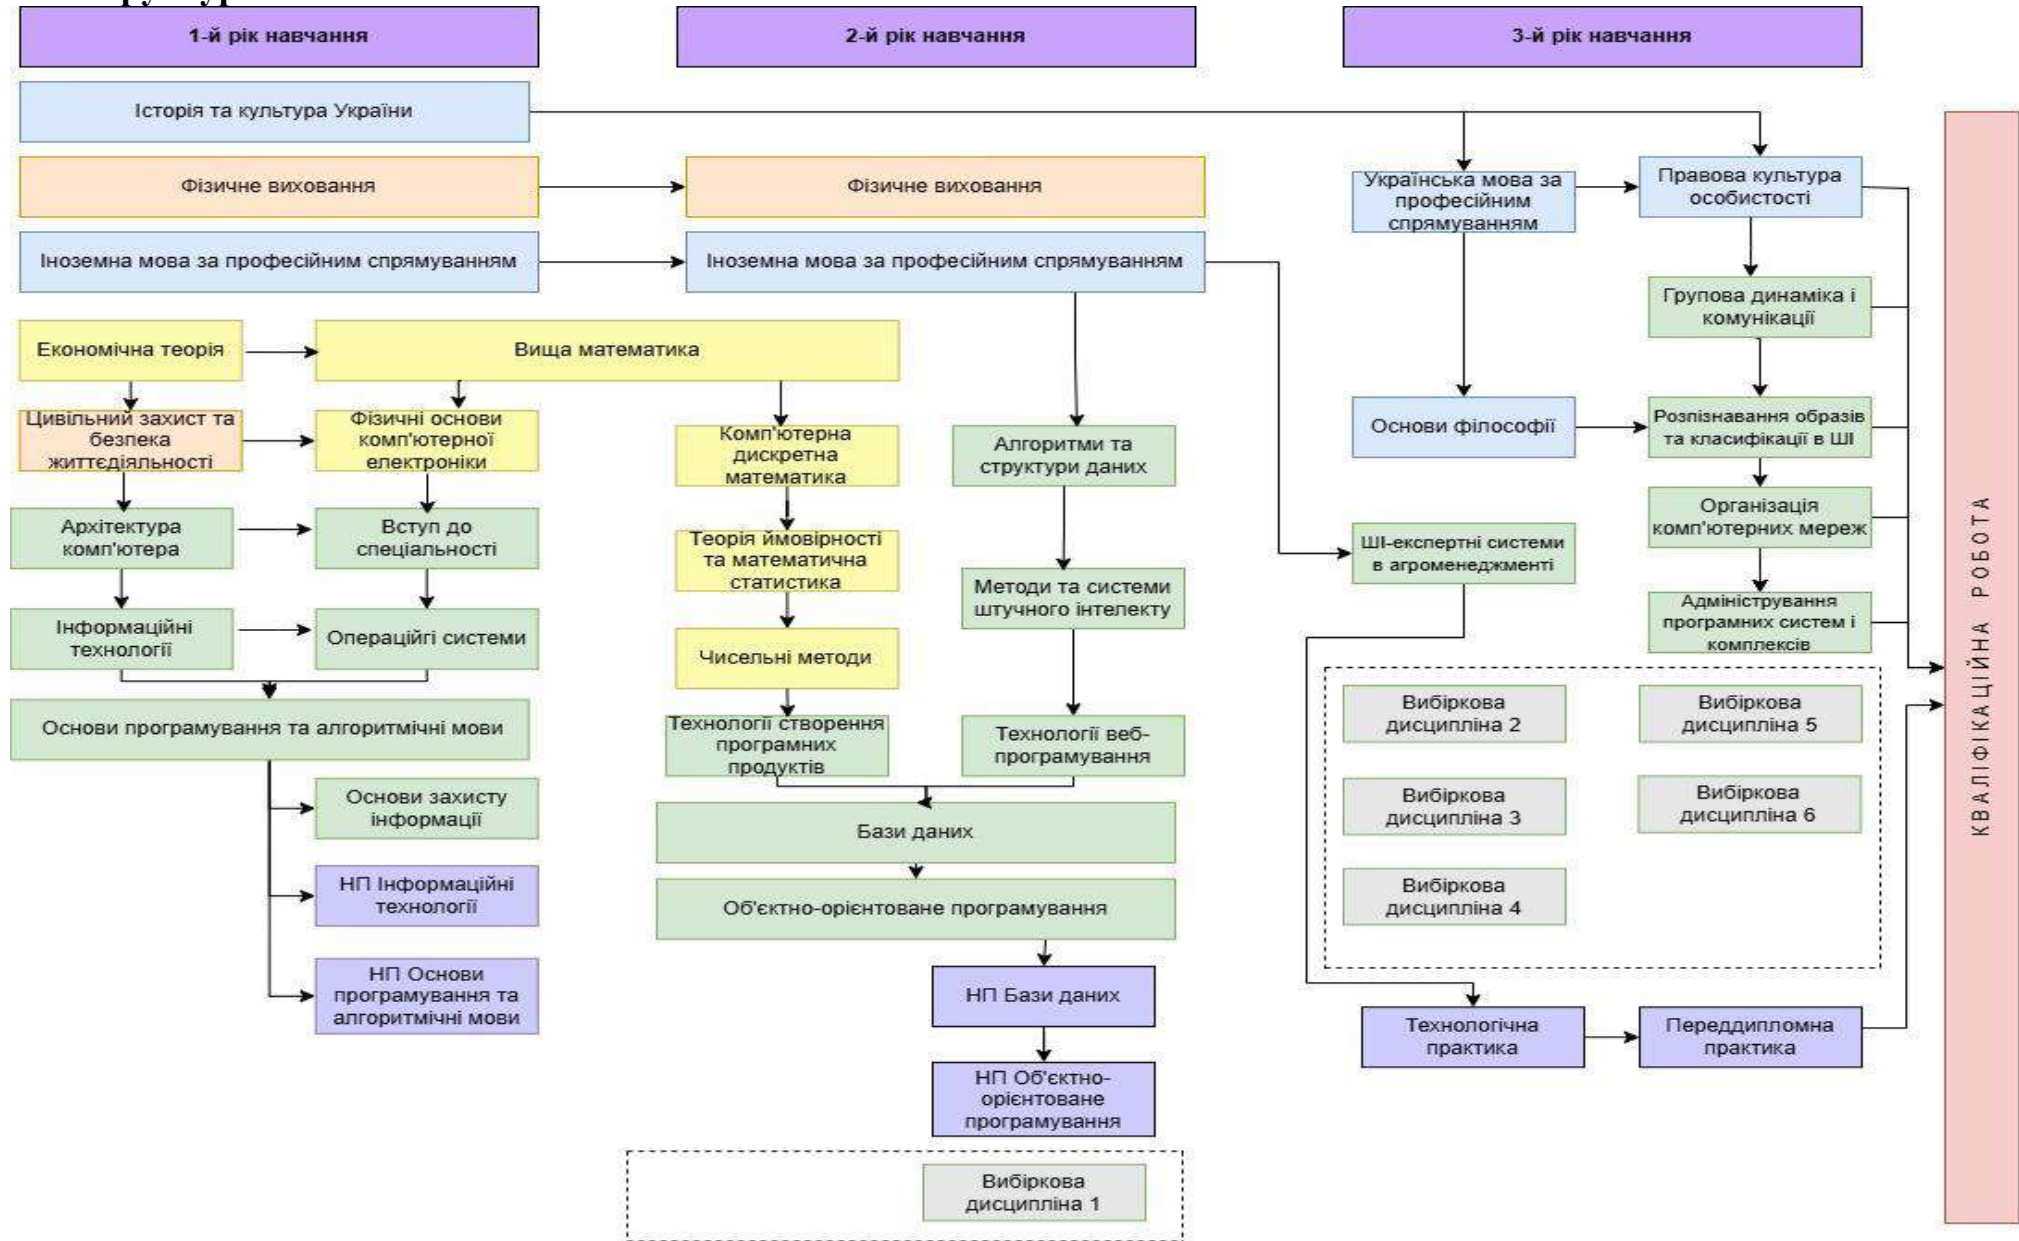 1-й рік навчання
2-й рік навчання
3-й рік навчання
Історія та культура України
Фізичне виховання
Фізичне виховання
Українська мова за
професійним
спрямуванням
Правова культура
особистості
Іноземна мова за професійним спрямуванням
Іноземна мова за професійним спрямуванням
Групова динаміка і
комунікації
Економічна теорія
Вища математика
Цивільний захист та
безпека
життєдіяльності
Фізичні основи
комп'ютерної
електроніки
Комп'ютерна
дискретна
математика
Алгоритми та
структури даних
Основи філософії
Розпізнавання образів
та класифікації в ШІ
Архітектура
комп'ютера
Вступ до
спеціальності
Теорія ймовірності
та математична
статистика
Методи та системи
штучного інтелекту
ШІ-експертні системи
в агроменеджменті
Організація
комп'ютерних мереж
Інформаційні
технології
Операційгі системи
Чисельні методи
Адміністрування
програмних систем і
комплексів
Основи програмування та алгоритмічні мови
Технології створення
програмних
продуктів
Технології веб-
програмування
Вибіркова
дисципліна 2
Вибіркова
дисципліна 5
Основи захисту
інформації
Бази даних
Вибіркова
дисципліна 3
Вибіркова
дисципліна 6
НП Інформаційні
технології
Об'єктно-орієнтоване програмування
Вибіркова
дисципліна 4
НП Основи
програмування та
алгоритмічні мови
НП Бази даних
Технологічна
практика
Переддипломна
практика
НП Об'єктно-
орієнтоване
програмування
Вибіркова
дисципліна 1
КВАЛІФІКАЦІЙНА РОБОТА